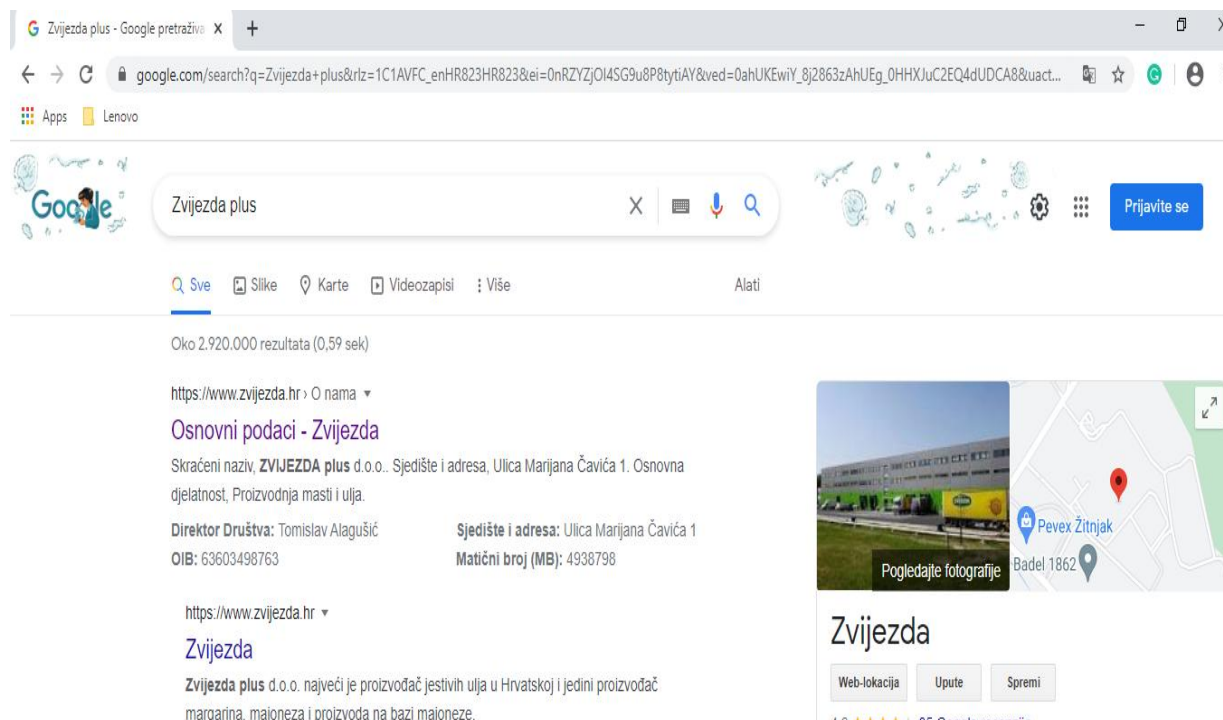 Zvijezda plus - Google pretraživa
google.com/search?q=Zvijezda+plus&rlz=1C1AVFC_enHR823HR823&ei=0nRZYZjOI4SG9u8P8tytiAY&ved=0ahUKEwiY_8j2863zAhUEg_0HHXJuC2EQ4dUDCA8&uact...
Apps Lenovo
Google
Zvijezda plus
Prijavite se
Sve Slike Karte Videozapisi Više Alati
Oko 2.920.000 rezultata (0,59 sek)
https://www.zvijezda.hr › O nama
Osnovni podaci - Zvijezda
Skraćeni naziv, ZVIJEZDA plus d.o.o.. Sjedište i adresa, Ulica Marijana Čavića 1. Osnovna
djelatnost, Proizvodnja masti i ulja.
Direktor Društva: Tomislav Alagušić Sjedište i adresa: Ulica Marijana Čavića 1
OIB: 63603498763 Matični broj (MB): 4938798
https://www.zvijezda.hr
Zvijezda
Zvijezda plus d.o.o. najveći je proizvođač jestivih ulja u Hrvatskoj i jedini proizvođač
margarina, majoneza i proizvoda na bazi majoneze.
Pevex Žitnjak
Badel 1862
Pogledajte fotografije
Zvijezda
Web-lokacija Upute Spremi